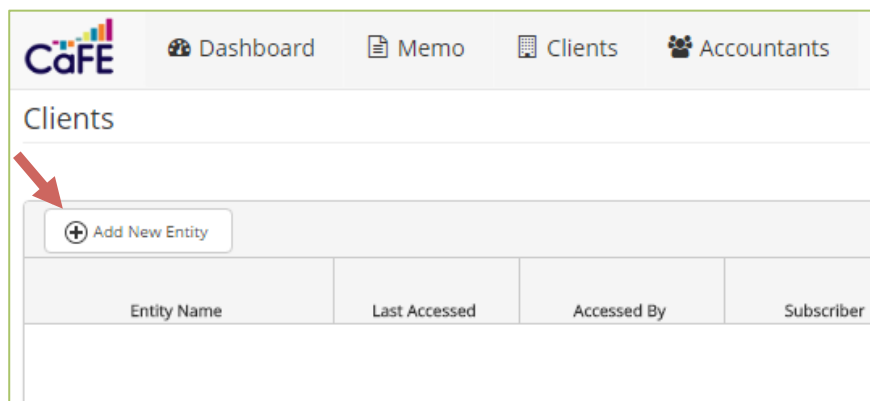 CaFE Dashboard Memo Clients Accountants
Clients
Add New Entity
Entity Name Last Accessed Accessed By Subscriber